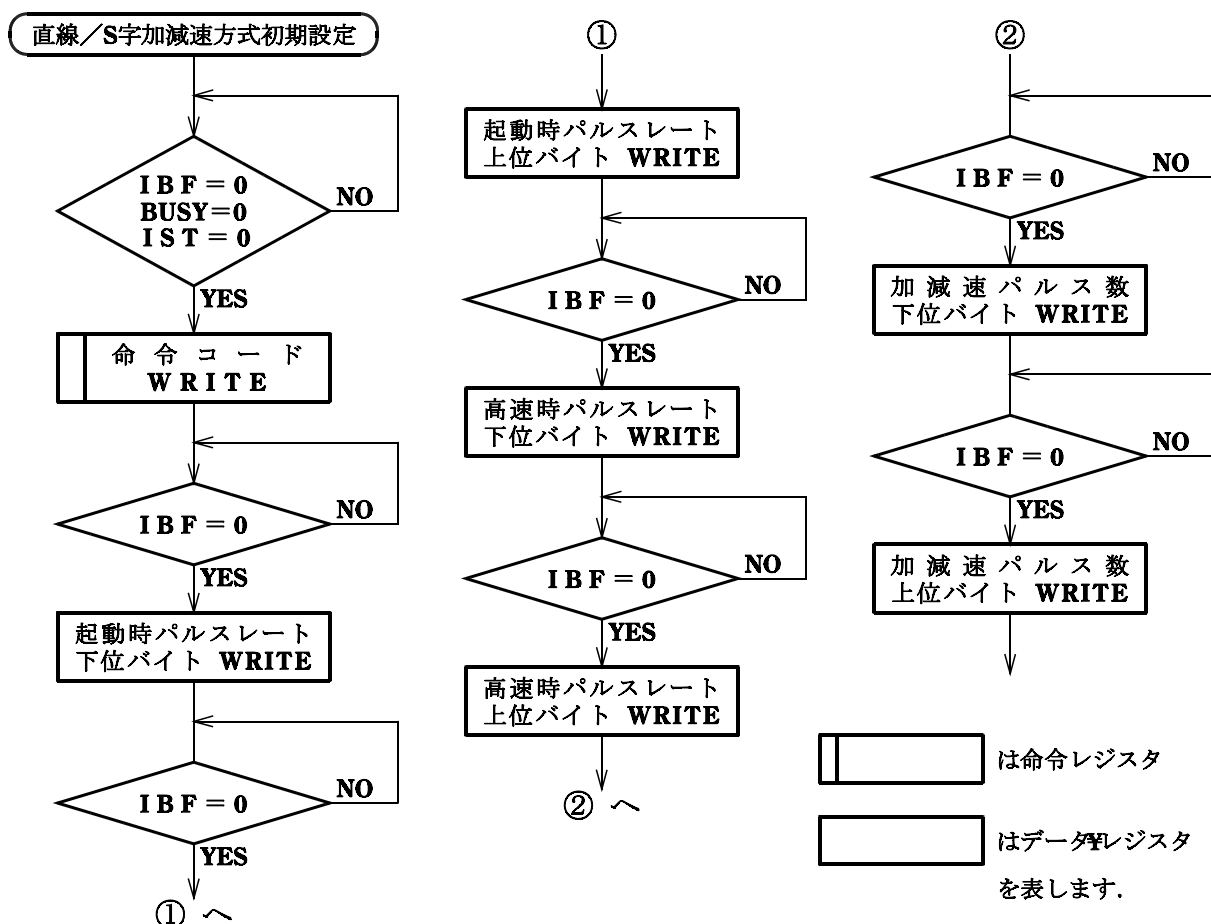 直線／S字加減速方式初期設定
IBF=0
BUSY=0
IST=0
NO
YES
命令コード
WRITE
IBF=0
NO
YES
起動時パルスレート
下位バイト WRITE
IBF=0
NO
YES
① へ
①
起動時パルスレート
上位バイト WRITE
IBF=0
NO
YES
高速時パルスレート
下位バイト WRITE
IBF=0
NO
YES
高速時パルスレート
上位バイト WRITE
② へ
②
IBF=0
NO
YES
加減速パルス数
下位バイト WRITE
IBF=0
NO
YES
加減速パルス数
上位バイト WRITE
は命令レジスタ
はデータ¥レジスタ
を表します.